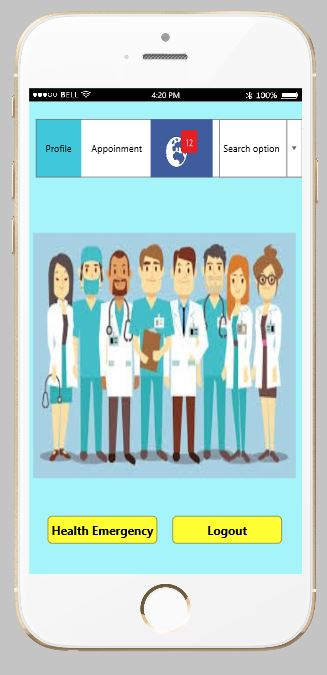 BELL 4:20 PM 100%
Profile Appoinment 12 Search option
Health Emergency Logout